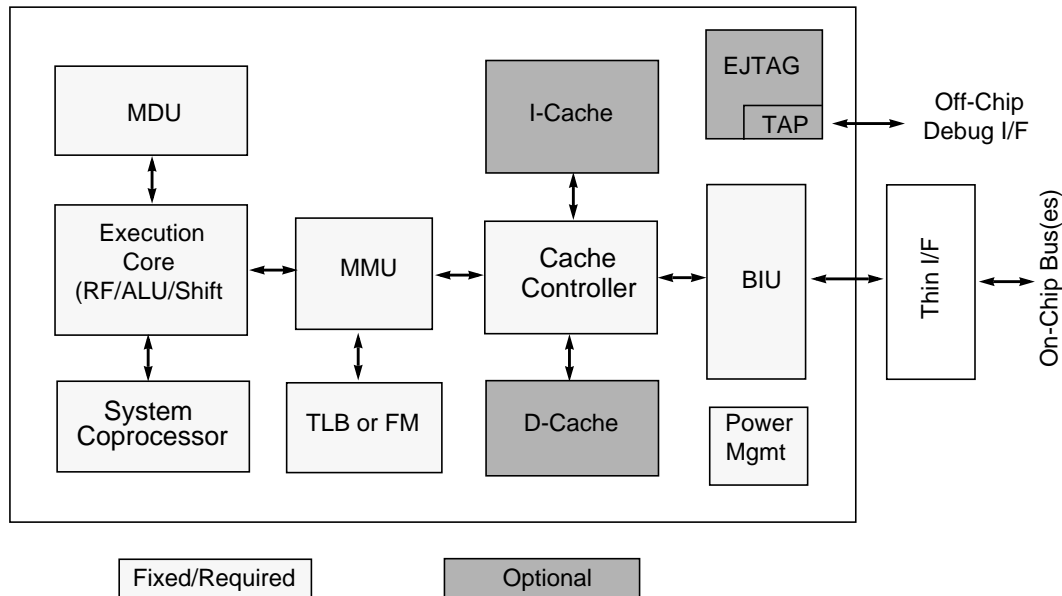 MDU
I-Cache
EJTAG
TAP
Off-Chip
Debug I/F
Execution
Core
(RF/ALU/Shift
MMU
Cache
Controller
BIU
Thin I/F
On-Chip Bus(es)
System
Coprocessor
TLB or FM
D-Cache
Power
Mgmt
Fixed/Required
Optional